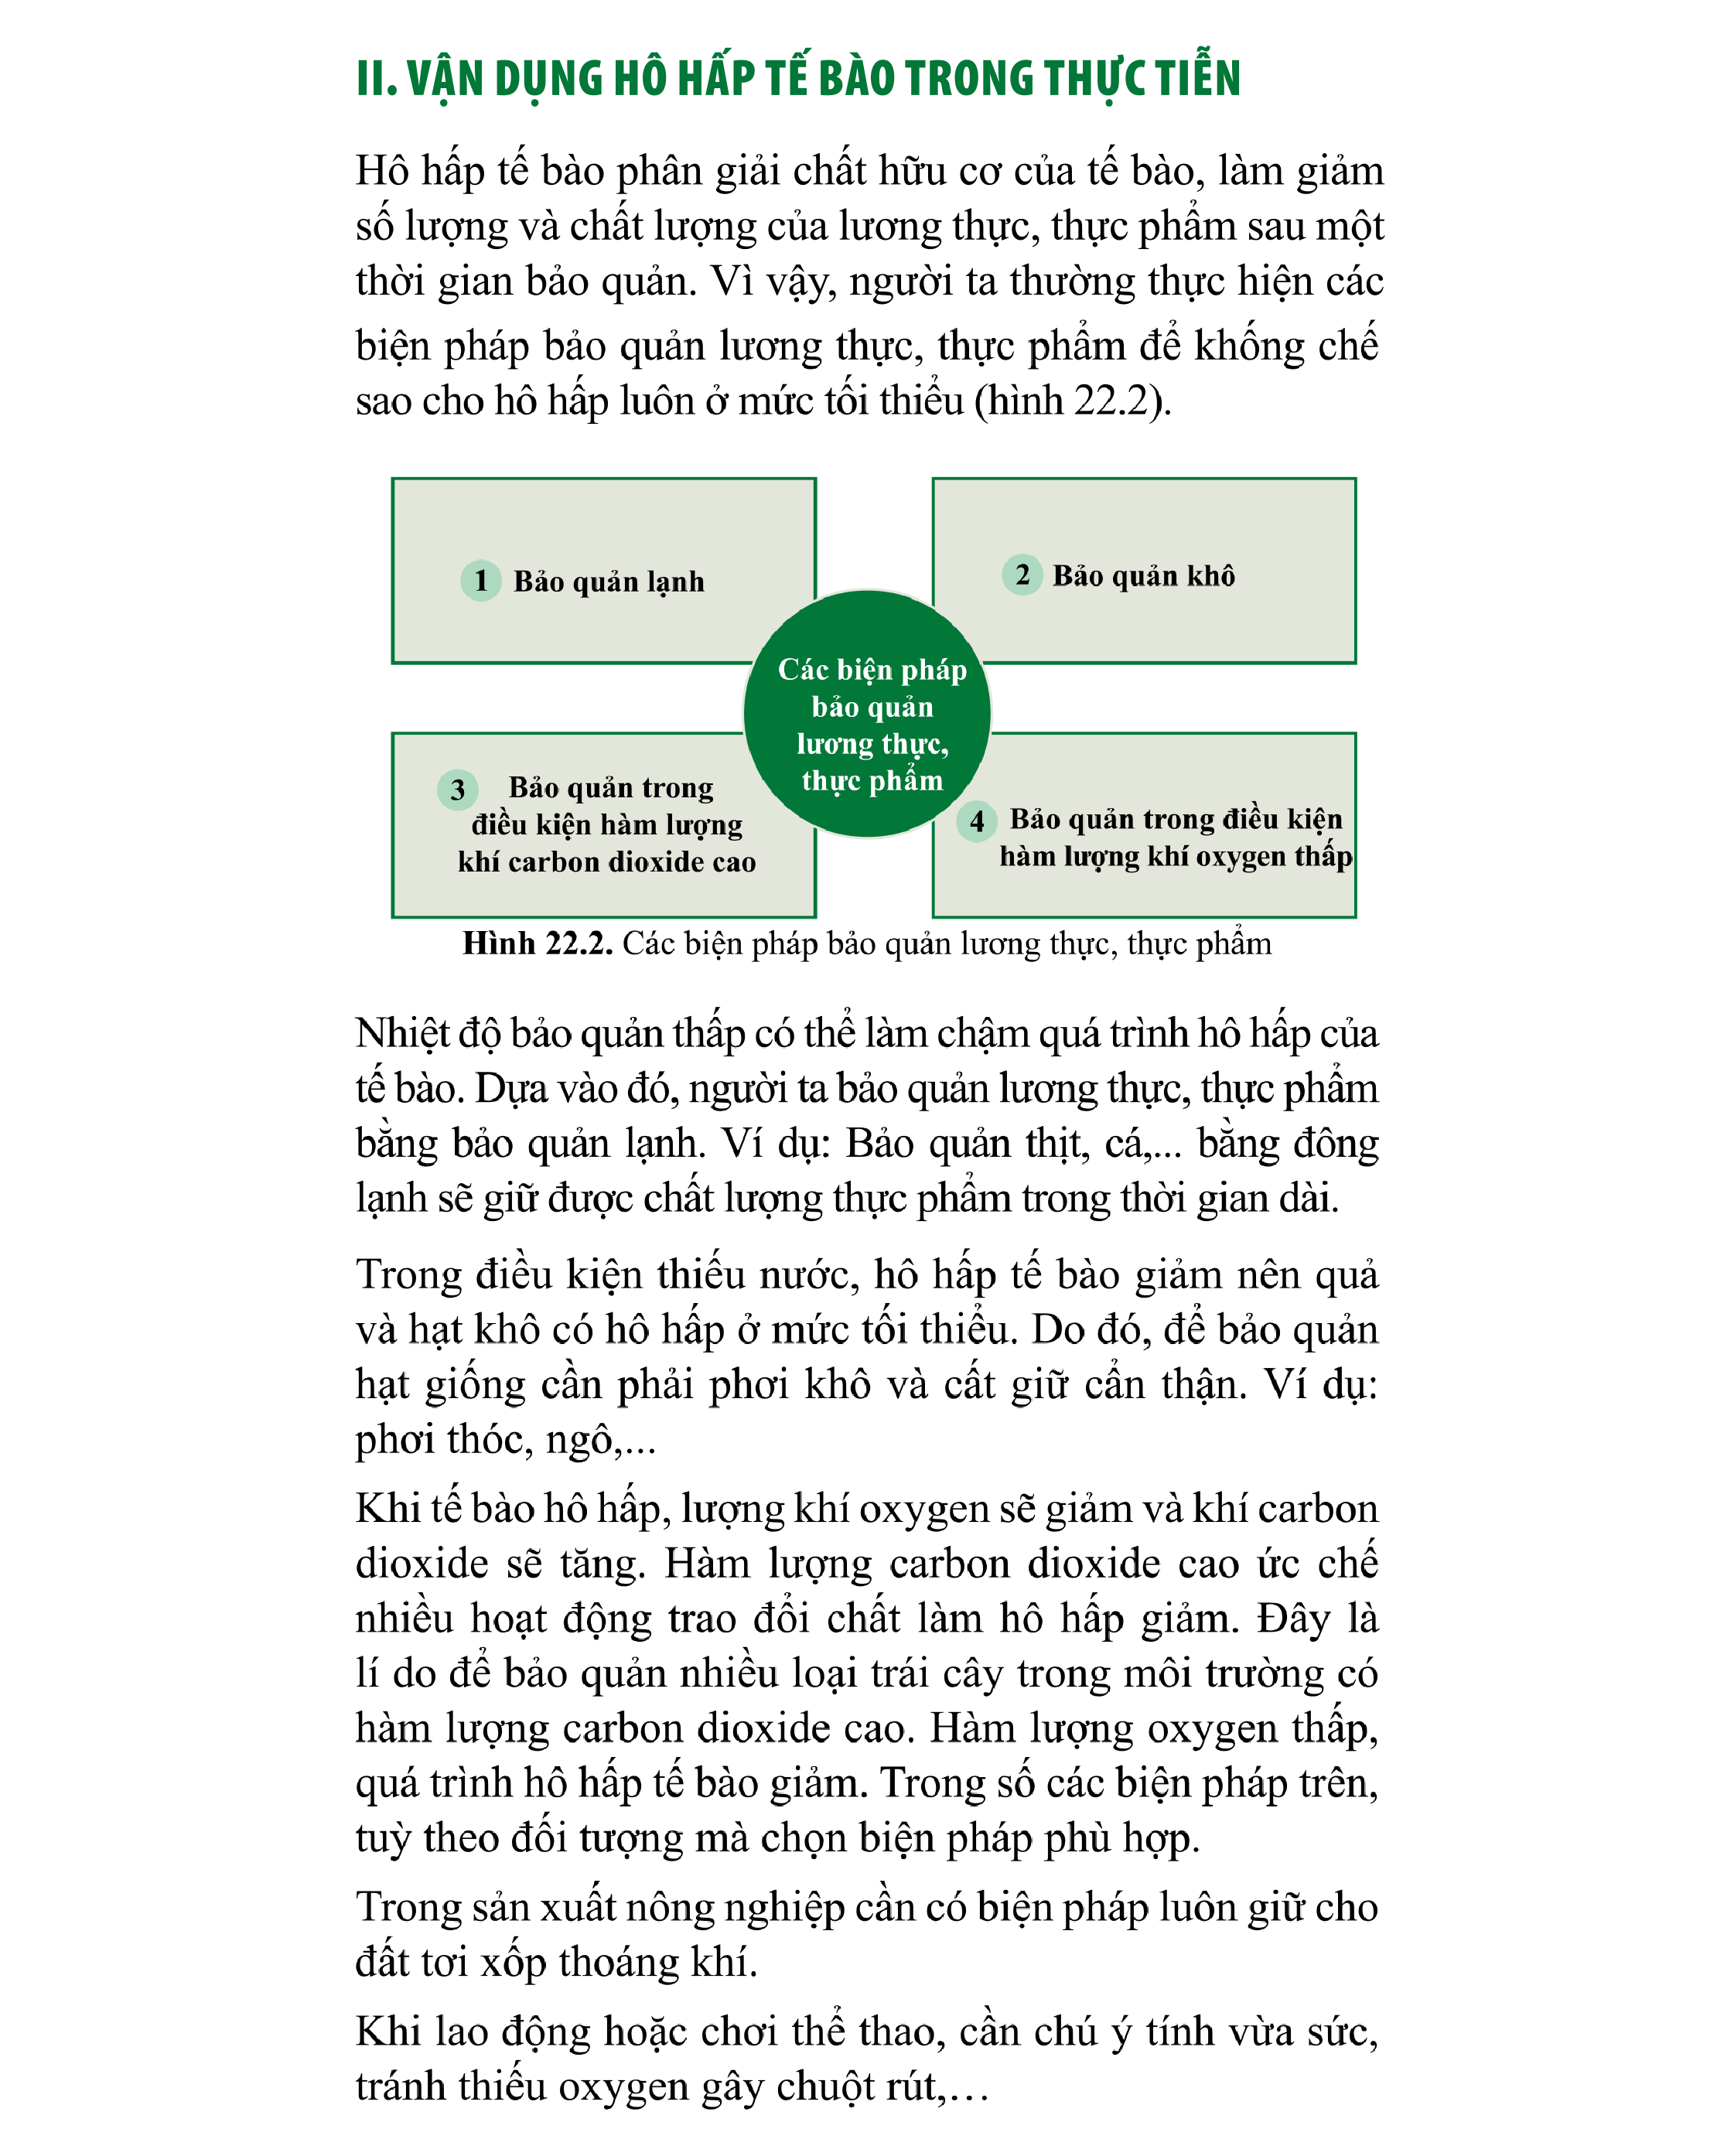 II. VẬN DỤNG HÔ HẤP TẾ BÀO TRONG THỰC TIỄN
Hô hấp tế bào phân giải chất hữu cơ của tế bào, làm giảm
số lượng và chất lượng của lương thực, thực phẩm sau một
thời gian bảo quản. Vì vậy, người ta thường thực hiện các
biện pháp bảo quản lương thực, thực phẩm để khống chế
sao cho hô hấp luôn ở mức tối thiểu (hình 22.2).
1 Bảo quản lạnh
2 Bảo quản khô
Các biện pháp
bảo quản
lương thực,
thực phẩm
3 Bảo quản trong
điều kiện hàm lượng
khí carbon dioxide cao
4 Bảo quản trong điều kiện
hàm lượng khí oxygen thấp
Hình 22.2. Các biện pháp bảo quản lương thực, thực phẩm
Nhiệt độ bảo quản thấp có thể làm chậm quá trình hô hấp của
tế bào. Dựa vào đó, người ta bảo quản lương thực, thực phẩm
bằng bảo quản lạnh. Ví dụ: Bảo quản thịt, cá,... bằng đông
lạnh sẽ giữ được chất lượng thực phẩm trong thời gian dài.
Trong điều kiện thiếu nước, hô hấp tế bào giảm nên quả
và hạt khô có hô hấp ở mức tối thiểu. Do đó, để bảo quản
hạt giống cần phải phơi khô và cất giữ cẩn thận. Ví dụ:
phơi thóc, ngô,...
Khi tế bào hô hấp, lượng khí oxygen sẽ giảm và khí carbon
dioxide sẽ tăng. Hàm lượng carbon dioxide cao ức chế
nhiều hoạt động trao đổi chất làm hô hấp giảm. Đây là
lí do để bảo quản nhiều loại trái cây trong môi trường có
hàm lượng carbon dioxide cao. Hàm lượng oxygen thấp,
quá trình hô hấp tế bào giảm. Trong số các biện pháp trên,
tuỳ theo đối tượng mà chọn biện pháp phù hợp.
Trong sản xuất nông nghiệp cần có biện pháp luôn giữ cho
đất tơi xốp thoáng khí.
Khi lao động hoặc chơi thể thao, cần chú ý tính vừa sức,
tránh thiếu oxygen gây chuột rút,...